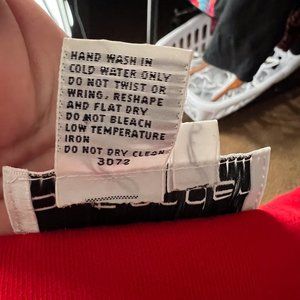 HAND WASH IN
COLD WATER ONLY
DO NOT TWIST OR
WRING, RESHAPE
AND FLAT DRY
DO NOT BLEACH
LOW TEMPERATURE
IRON
DO NOT DRY CLEAN
3D72